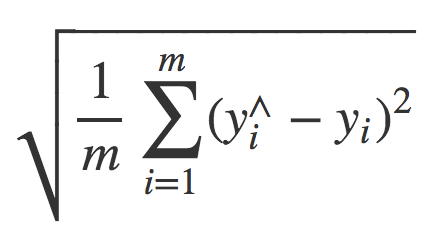 √(1/m ∑_{i=1}^{m} (y_i^∧ − y_i)²)